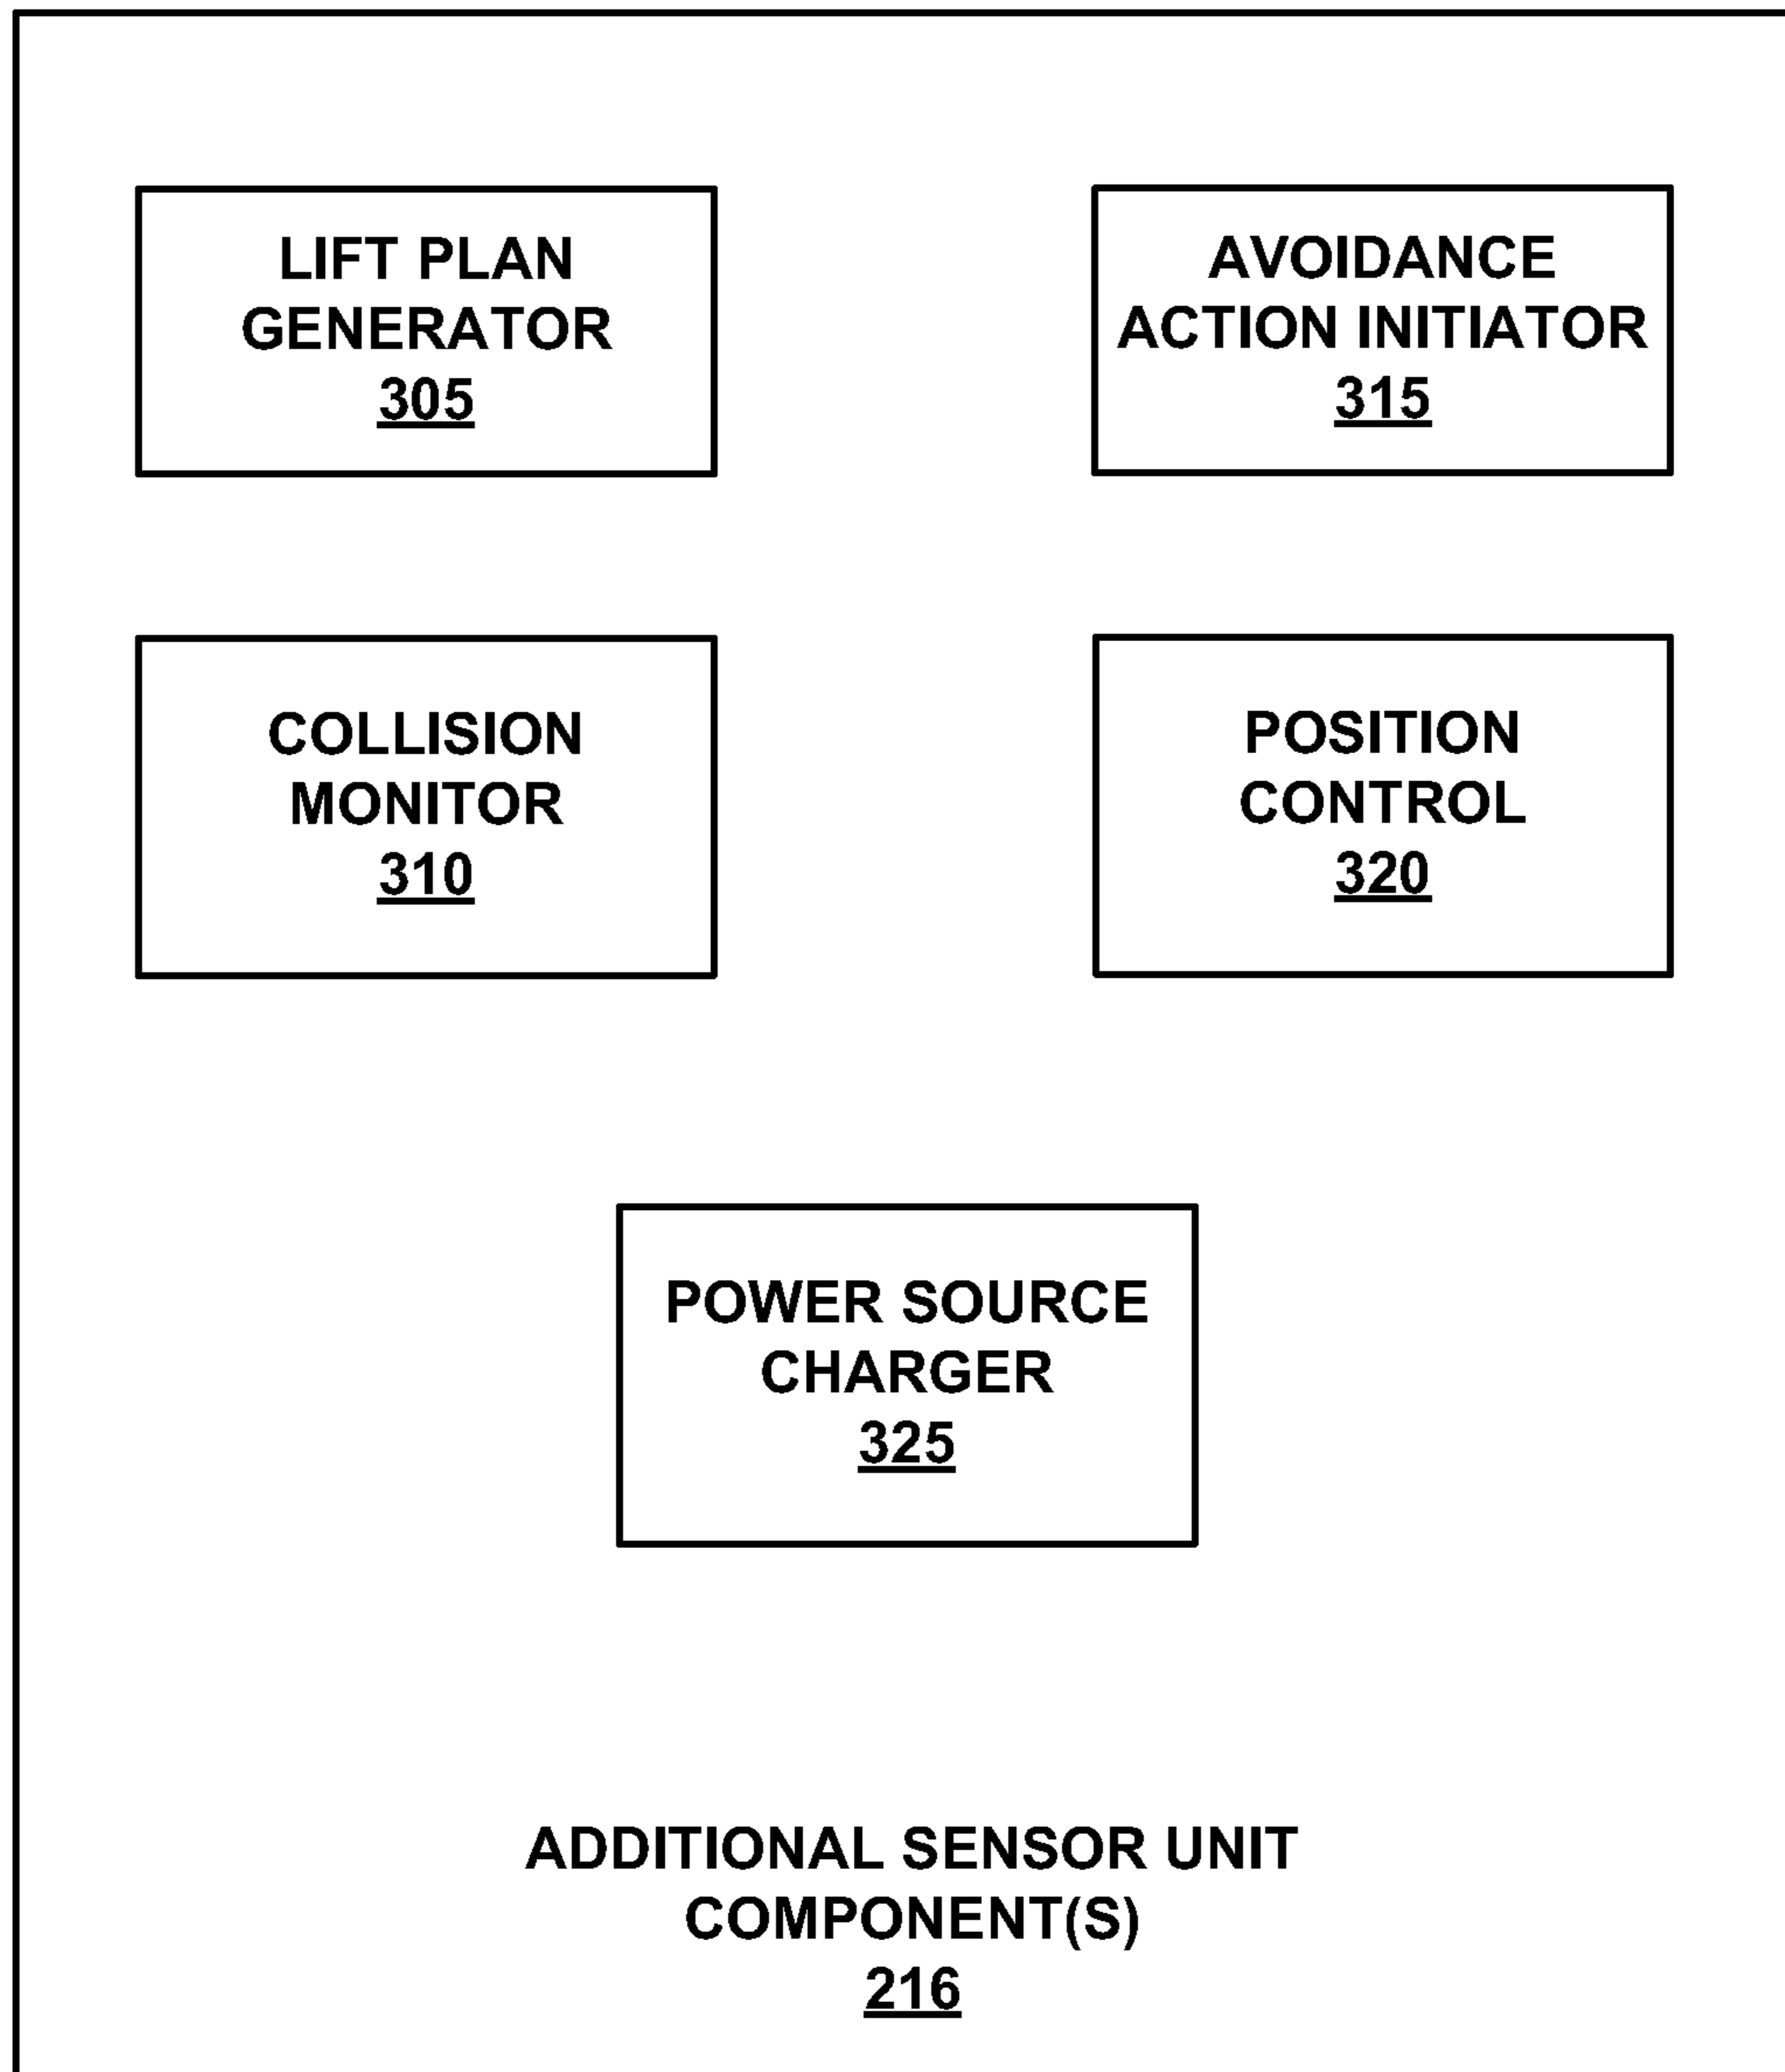 LIFT PLAN
GENERATOR
305
AVOIDANCE
ACTION INITIATOR
315
COLLISION
MONITOR
310
POSITION
CONTROL
320
POWER SOURCE
CHARGER
325
ADDITIONAL SENSOR UNIT
COMPONENT(S)
216